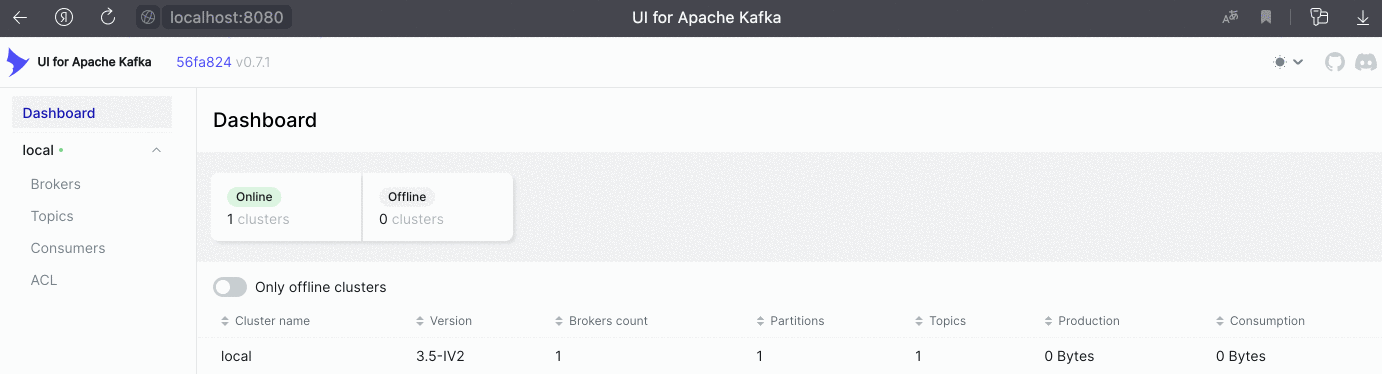 localhost:8080
UI for Apache Kafka
UI for Apache Kafka 56fa824 v0.7.1
Dashboard
local
Brokers
Topics
Consumers
ACL
Dashboard
Online
1 clusters
Offline
0 clusters
Only offline clusters
Cluster name Version Brokers count Partitions Topics Production Consumption
local 3.5-IV2 1 1 1 0 Bytes 0 Bytes